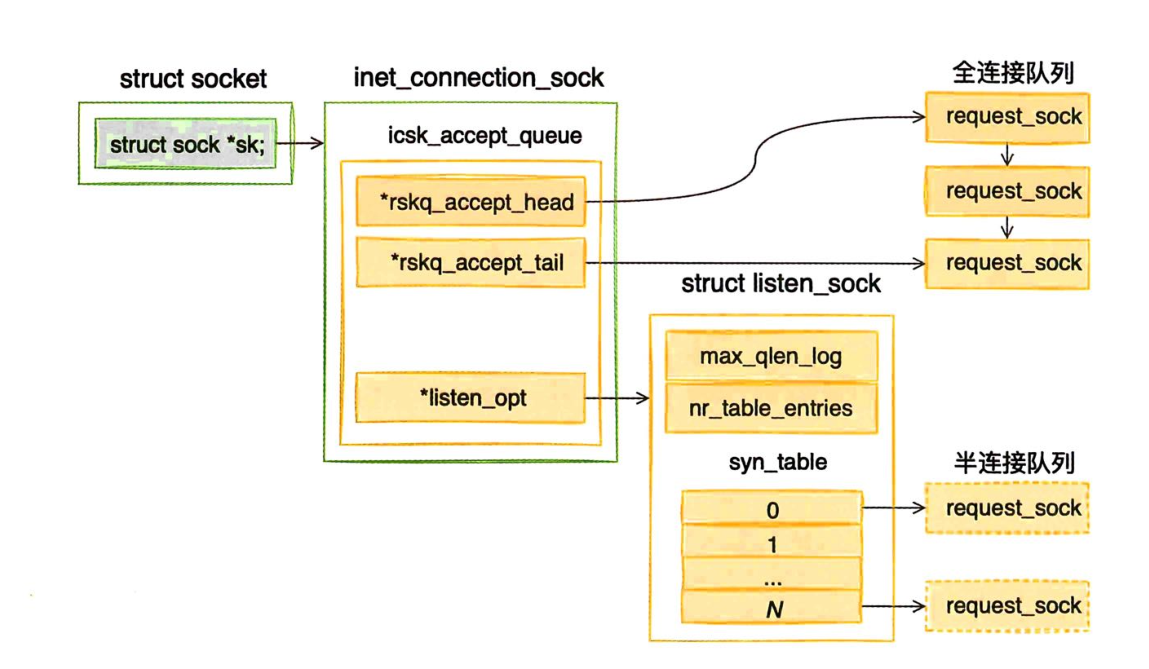 struct socket
struct sock *sk;
inet_connection_sock
icsk_accept_queue
*rskq_accept_head
*rskq_accept_tail
*listen_opt
全连接队列
request_sock
request_sock
request_sock
struct listen_sock
max_qlen_log
nr_table_entries
syn_table
0
1
...
N
半连接队列
request_sock
request_sock